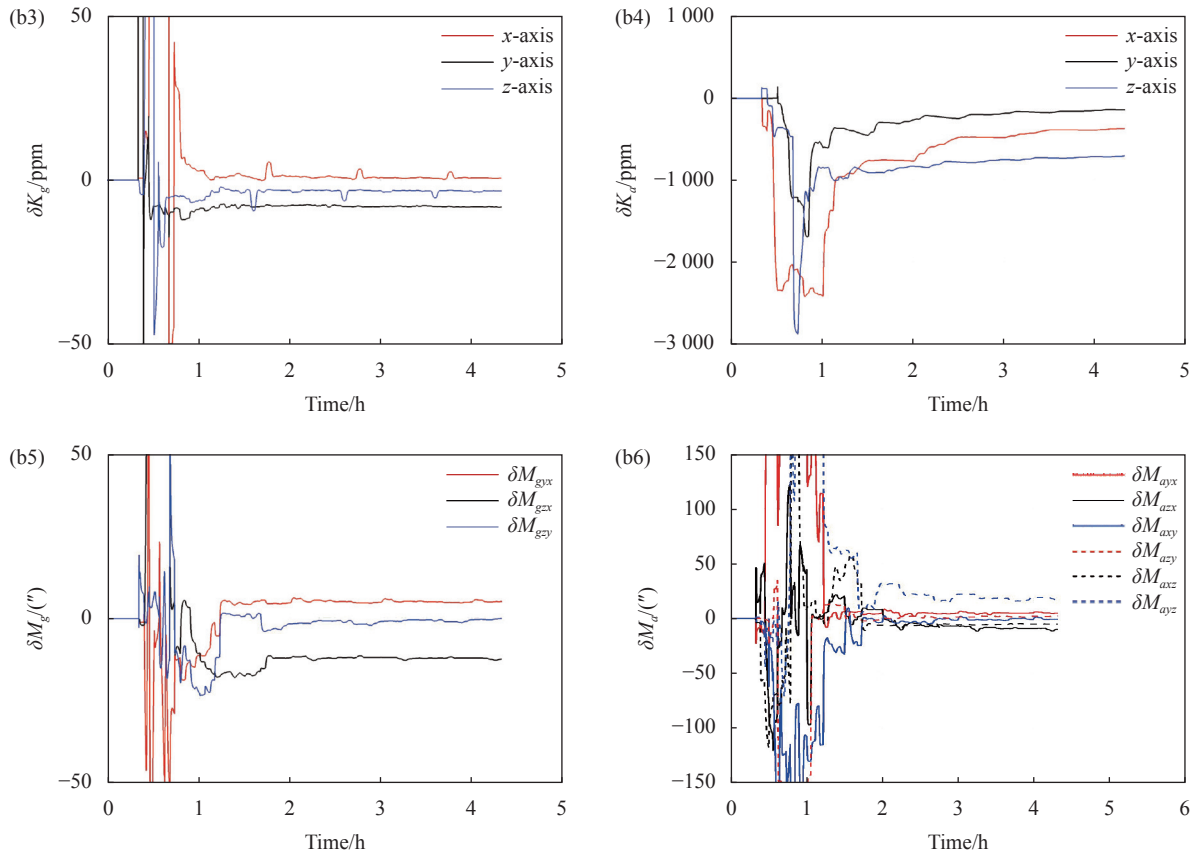 (b3)
50
0
−50
δK_g/ppm
x-axis
y-axis
z-axis
0 1 2 3 4 5
Time/h
(b4)
1 000
0
−1 000
−2 000
−3 000
δK_a/ppm
x-axis
y-axis
z-axis
0 1 2 3 4 5
Time/h
(b5)
50
0
−50
δM_g/(″)
δM_gyx
δM_gzx
δM_gzy
0 1 2 3 4 5
Time/h
(b6)
150
100
50
0
−50
−100
−150
δM_a/(″)
δM_ayx
δM_azx
δM_axy
δM_azy
δM_axz
δM_ayz
0 1 2 3 4 5 6
Time/h